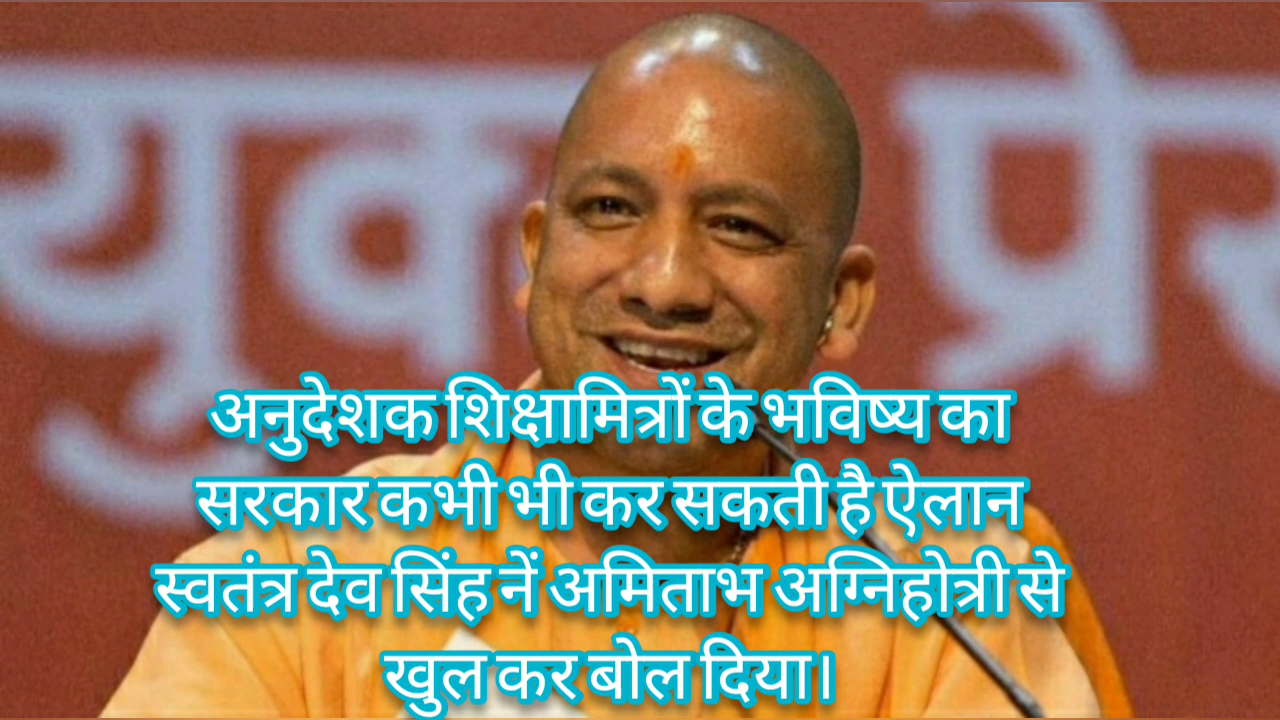 युवा प्रे
अनुदेशक शिक्षामित्रों के भविष्य का
सरकार कभी भी कर सकती है ऐलान
स्वतंत्र देव सिंह नें अमिताभ अग्निहोत्री से
खुल कर बोल दिया।